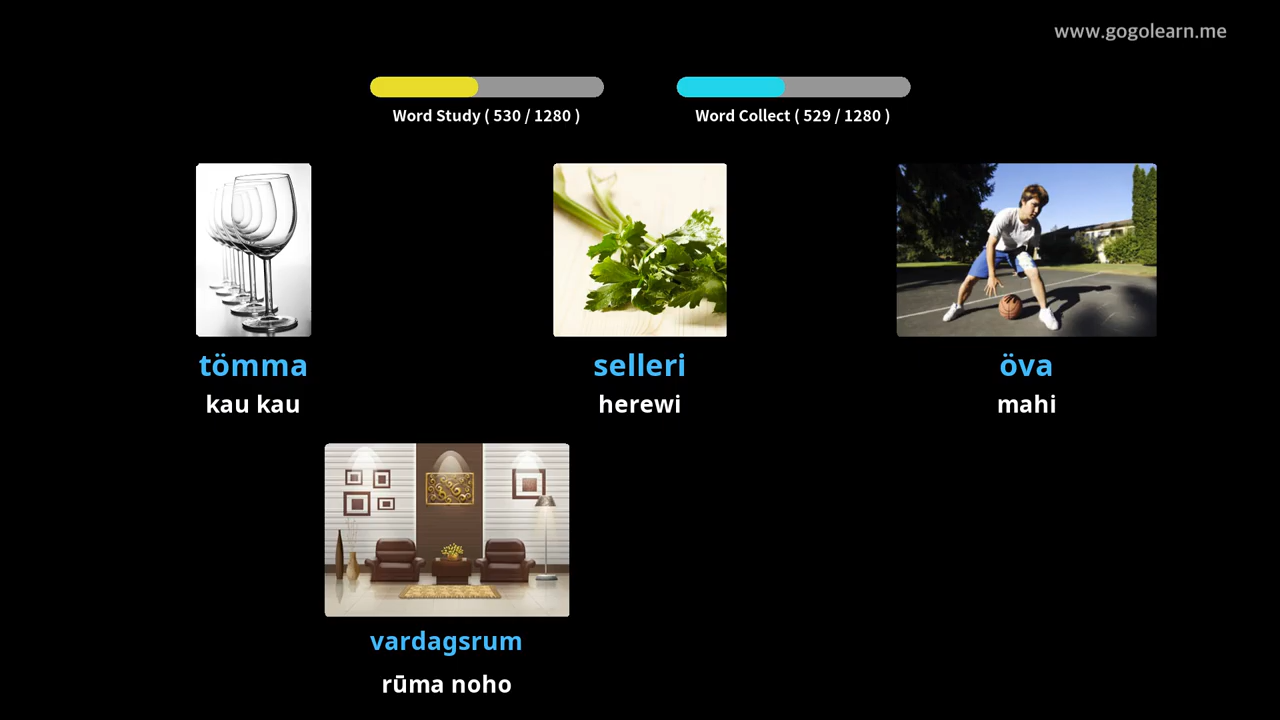 www.gogolearn.me
Word Study ( 530 / 1280 )
Word Collect ( 529 / 1280 )
tömma
kau kau
selleri
herewi
öva
mahi
vardagsrum
rūma noho